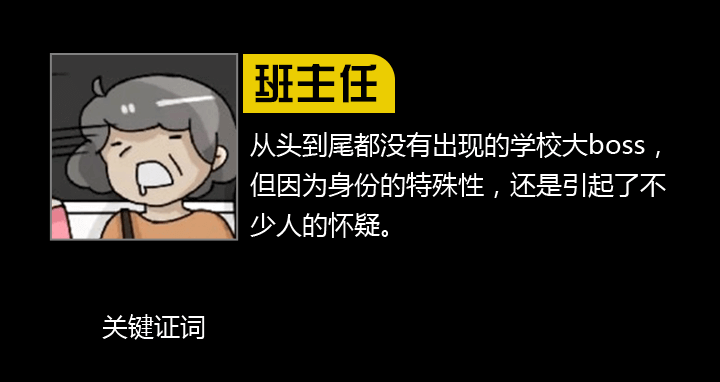 班主任
从头到尾都没有出现的学校大boss，
但因为身份的特殊性，还是引起了不
少人的怀疑。
关键证词